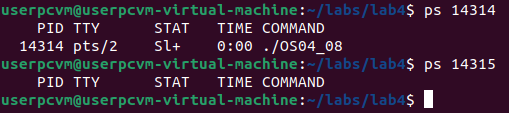 userpcvm@userpcvm-virtual-machine:~/labs/lab4$ ps 14314
PID TTY STAT TIME COMMAND
14314 pts/2 Sl+ 0:00 ./OS04_08
userpcvm@userpcvm-virtual-machine:~/labs/lab4$ ps 14315
PID TTY STAT TIME COMMAND
userpcvm@userpcvm-virtual-machine:~/labs/lab4$